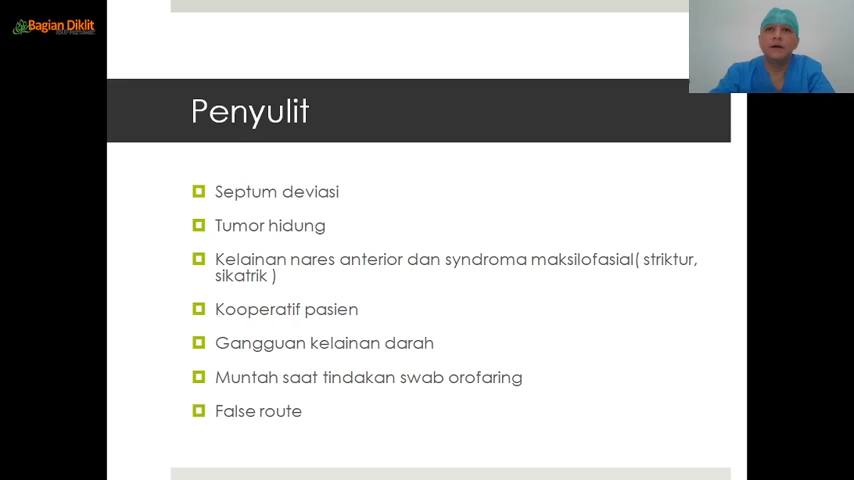 Bagian Diklit
Penyulit
Septum deviasi
Tumor hidung
Kelainan nares anterior dan syndroma maksilofasial( striktur,
sikatrik )
Kooperatif pasien
Gangguan kelainan darah
Muntah saat tindakan swab orofaring
False route